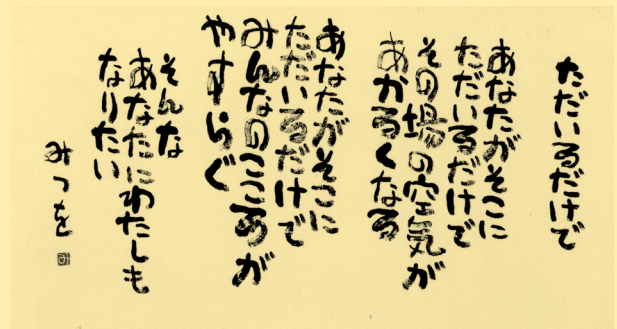 ただいるだけで
あなたがそこに
ただいるだけで
その場の空気が
あかるくなる
あなたがそこに
ただいるだけで
みんなのこころが
やすらぐ
そんな
あなたにわたしも
なりたい
みつを